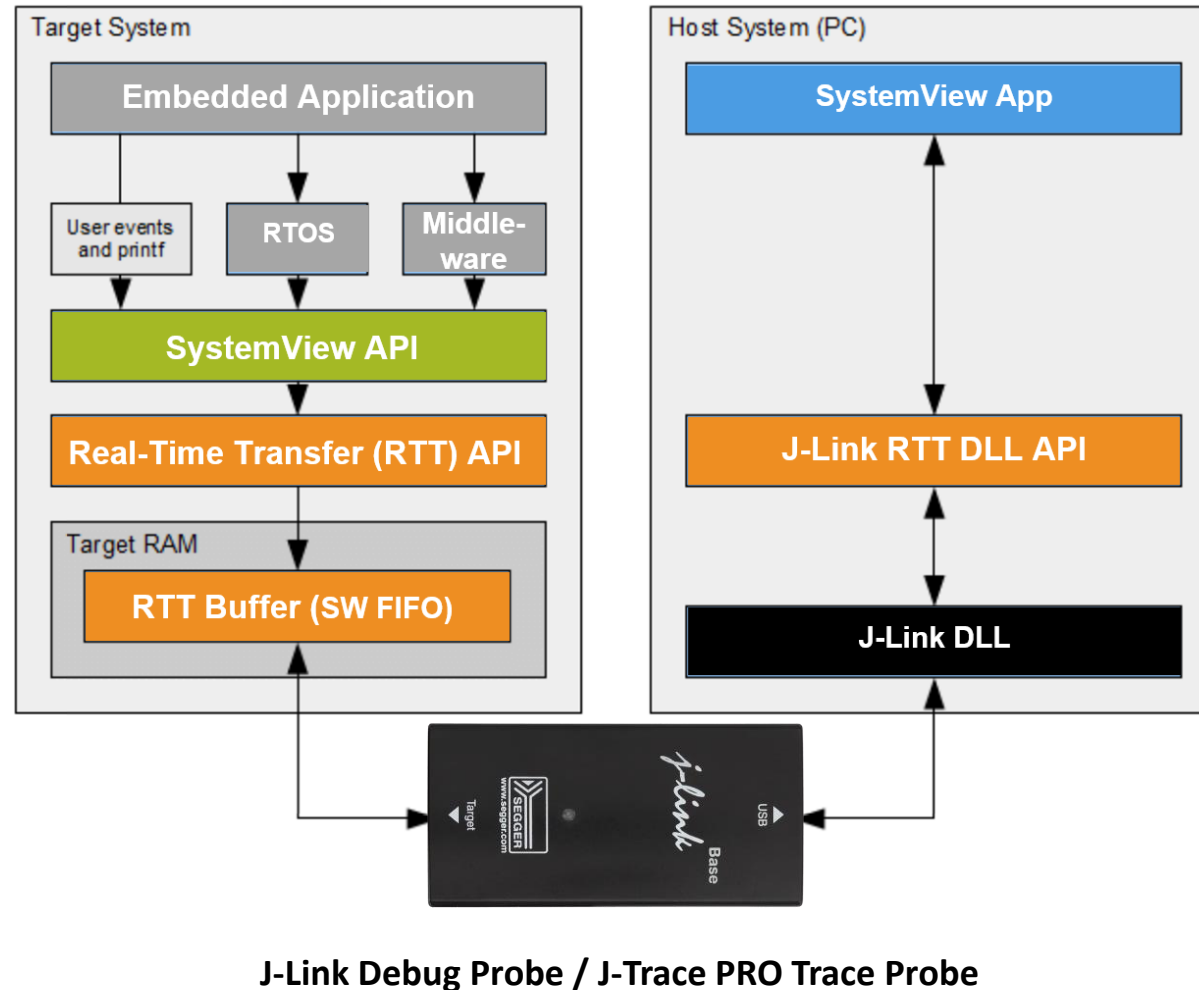 Target System
Embedded Application
User events
and printf
RTOS
Middle-
ware
SystemView API
Real-Time Transfer (RTT) API
Target RAM
RTT Buffer (SW FIFO)
Host System (PC)
SystemView App
J-Link RTT DLL API
J-Link DLL
Target
www.segger.com
SEGGER
j-link
Base
USB
J-Link Debug Probe / J-Trace PRO Trace Probe